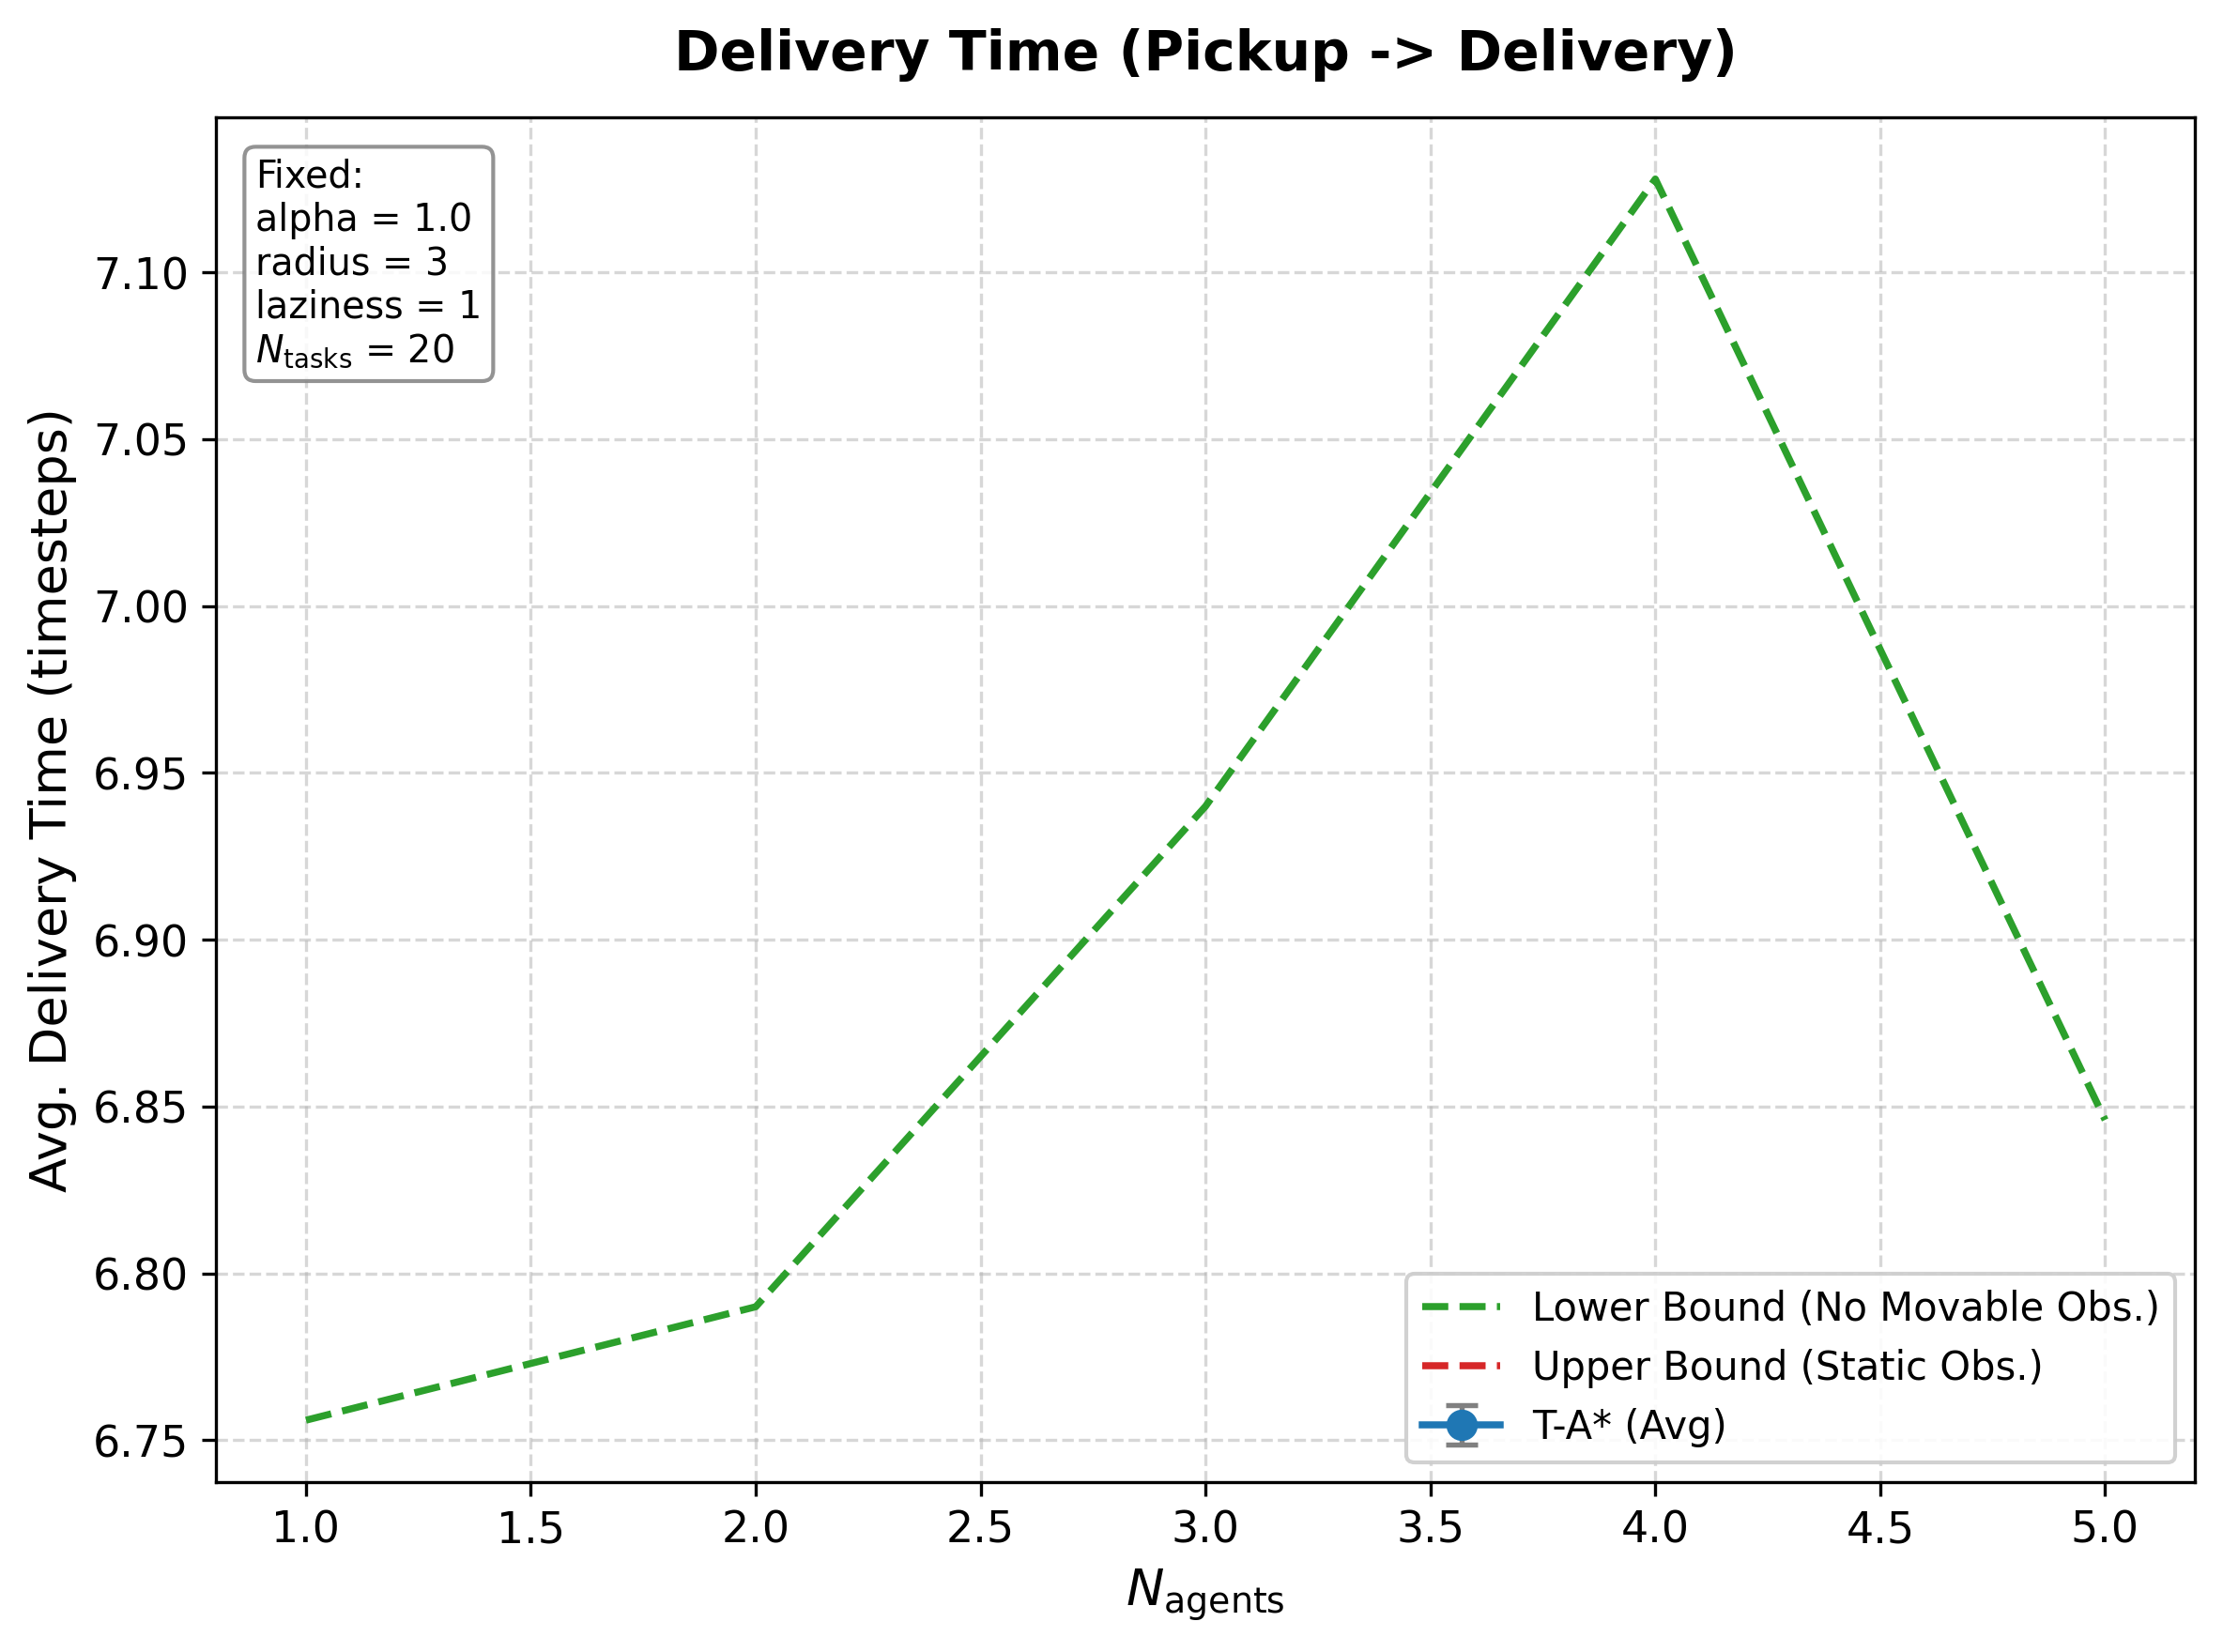 Delivery Time (Pickup -> Delivery)
Fixed:
alpha = 1.0
radius = 3
laziness = 1
N_tasks = 20
Avg. Delivery Time (timesteps)
7.10
7.05
7.00
6.95
6.90
6.85
6.80
6.75
Lower Bound (No Movable Obs.)
Upper Bound (Static Obs.)
T-A* (Avg)
1.0 1.5 2.0 2.5 3.0 3.5 4.0 4.5 5.0
N_agents